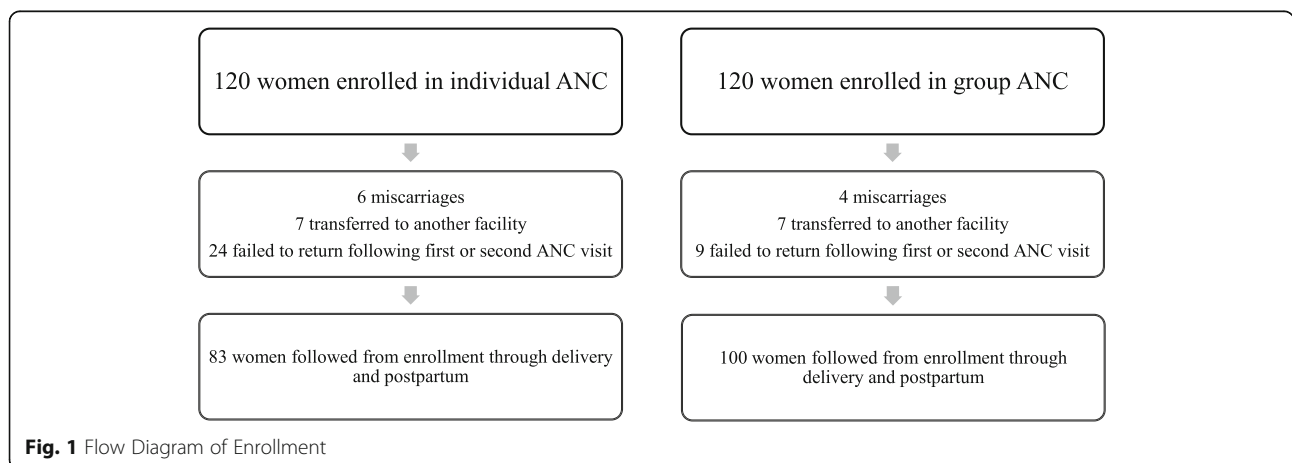 120 women enrolled in individual ANC
120 women enrolled in group ANC
6 miscarriages
7 transferred to another facility
24 failed to return following first or second ANC visit
4 miscarriages
7 transferred to another facility
9 failed to return following first or second ANC visit
83 women followed from enrollment through delivery
and postpartum
100 women followed from enrollment through
delivery and postpartum
Fig. 1 Flow Diagram of Enrollment